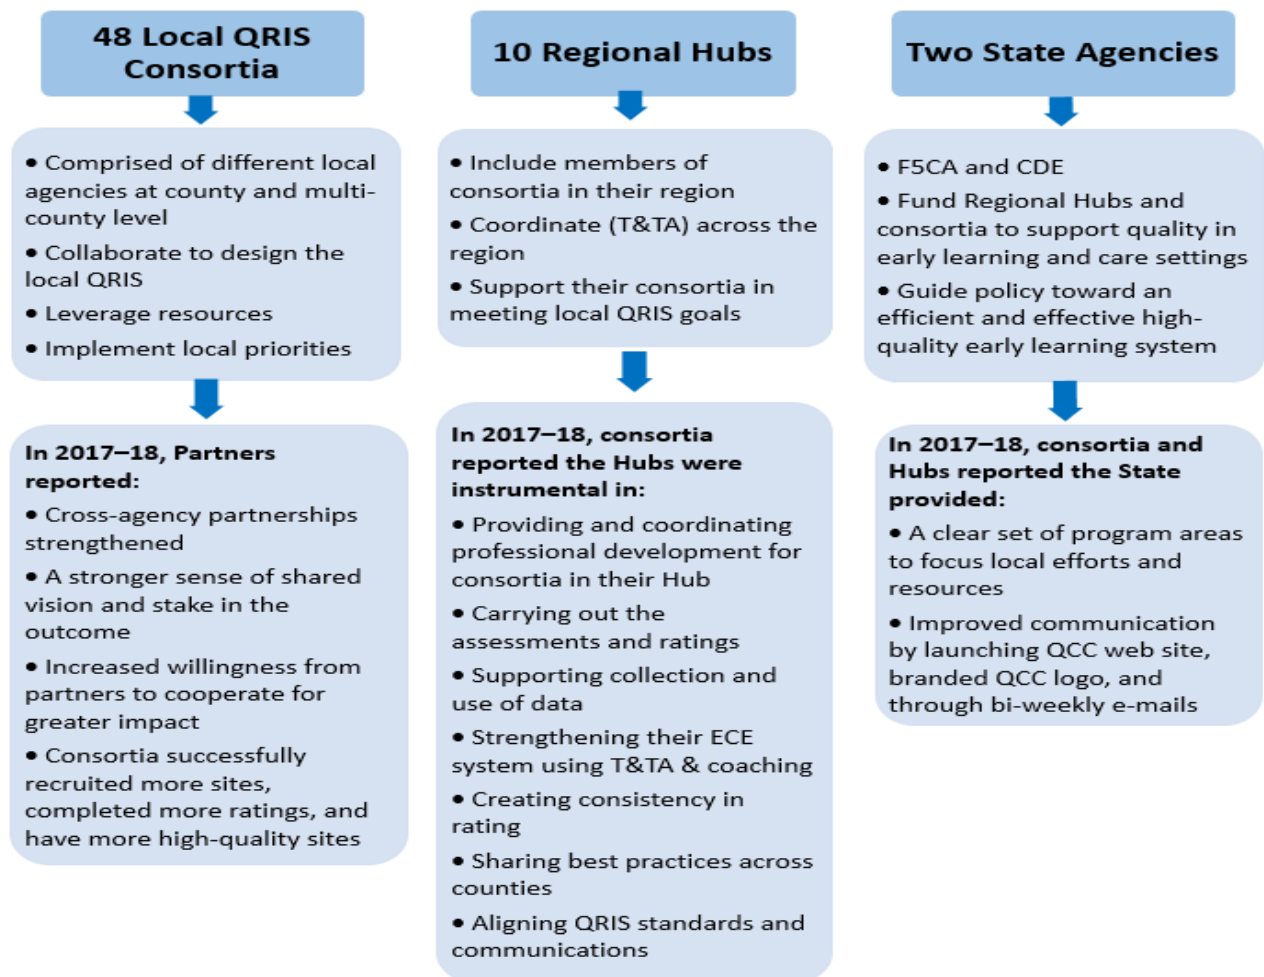 48 Local QRIS
Consortia
• Comprised of different local
agencies at county and multi-
county level
• Collaborate to design the
local QRIS
• Leverage resources
• Implement local priorities
In 2017–18, Partners
reported:
• Cross-agency partnerships
strengthened
• A stronger sense of shared
vision and stake in the
outcome
• Increased willingness from
partners to cooperate for
greater impact
• Consortia successfully
recruited more sites,
completed more ratings, and
have more high-quality sites
10 Regional Hubs
• Include members of
consortia in their region
• Coordinate (T&TA) across the
region
• Support their consortia in
meeting local QRIS goals
In 2017–18, consortia
reported the Hubs were
instrumental in:
• Providing and coordinating
professional development for
consortia in their Hub
• Carrying out the
assessments and ratings
• Supporting collection and
use of data
• Strengthening their ECE
system using T&TA & coaching
• Creating consistency in
rating
• Sharing best practices across
counties
• Aligning QRIS standards and
communications
Two State Agencies
• F5CA and CDE
• Fund Regional Hubs and
consortia to support quality in
early learning and care settings
• Guide policy toward an
efficient and effective high-
quality early learning system
In 2017–18, consortia and
Hubs reported the State
provided:
• A clear set of program areas
to focus local efforts and
resources
• Improved communication
by launching QCC web site,
branded QCC logo, and
through bi-weekly e-mails